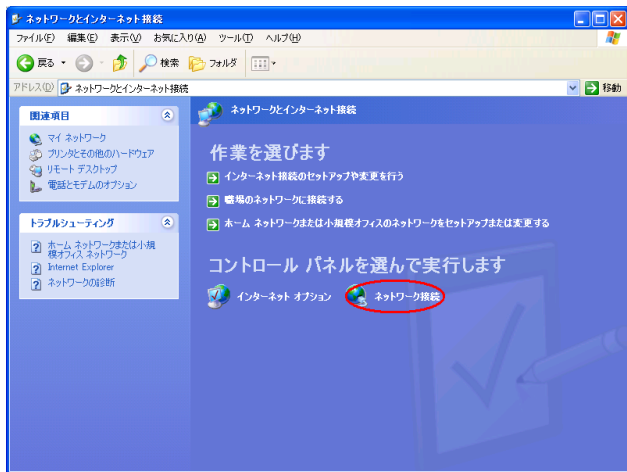 ネットワークとインターネット接続
ファイル(F) 編集(E) 表示(V) お気に入り(A) ツール(T) ヘルプ(H)
戻る 検索 フォルダ
アドレス(D) ネットワークとインターネット接続 移動
関連項目
マイ ネットワーク
プリンタとその他のハードウェア
リモート デスクトップ
電話とモデムのオプション
トラブルシューティング
ホーム ネットワークまたは小規
模オフィス ネットワーク
Internet Explorer
ネットワークの診断
ネットワークとインターネット接続
作業を選びます
インターネット接続のセットアップや変更を行う
職場のネットワークに接続する
ホーム ネットワークまたは小規模オフィスのネットワークをセットアップまたは変更する
コントロール パネルを選んで実行します
インターネット オプション ネットワーク接続